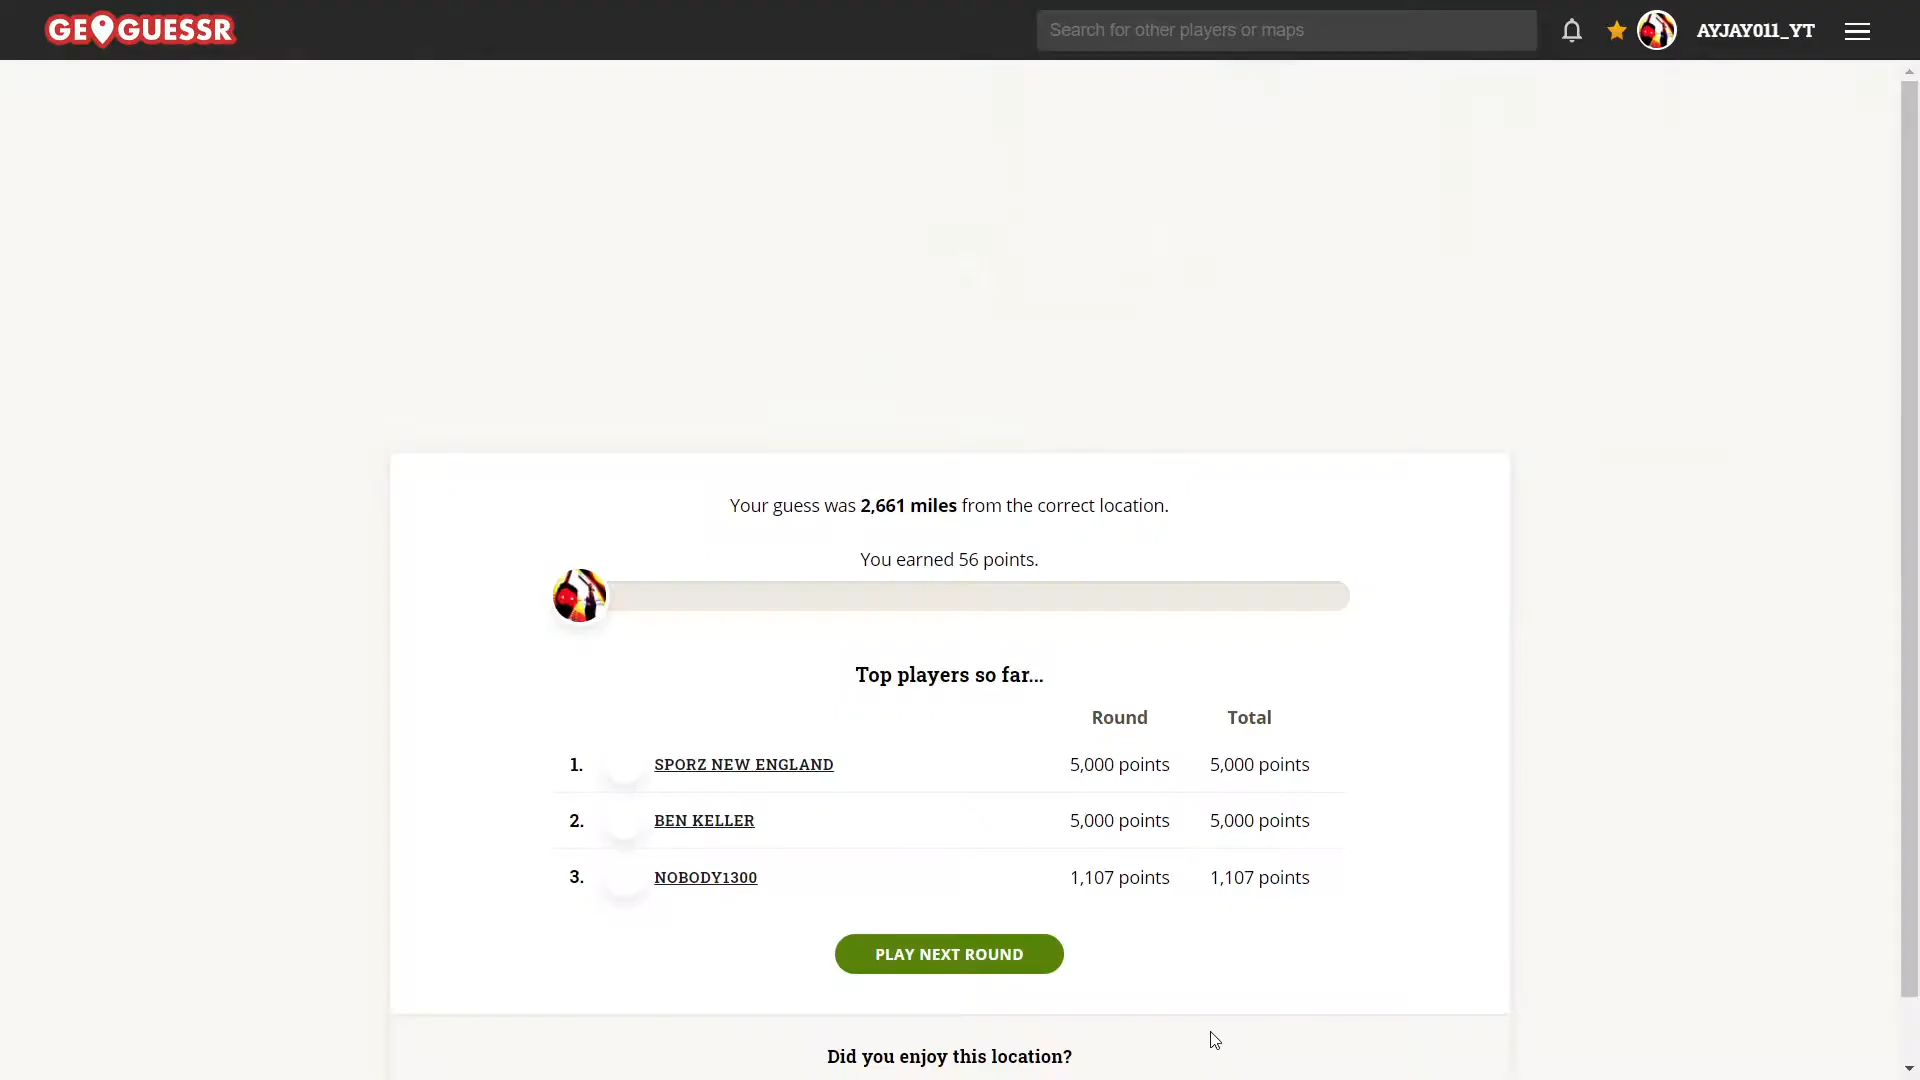 GEOGUESSR
Search for other players or maps
AYJAY011_YT
Your guess was 2,661 miles from the correct location.
You earned 56 points.
Top players so far...
Round Total
1. SPORZ NEW ENGLAND 5,000 points 5,000 points
2. BEN KELLER 5,000 points 5,000 points
3. NOBODY1300 1,107 points 1,107 points
PLAY NEXT ROUND
Did you enjoy this location?